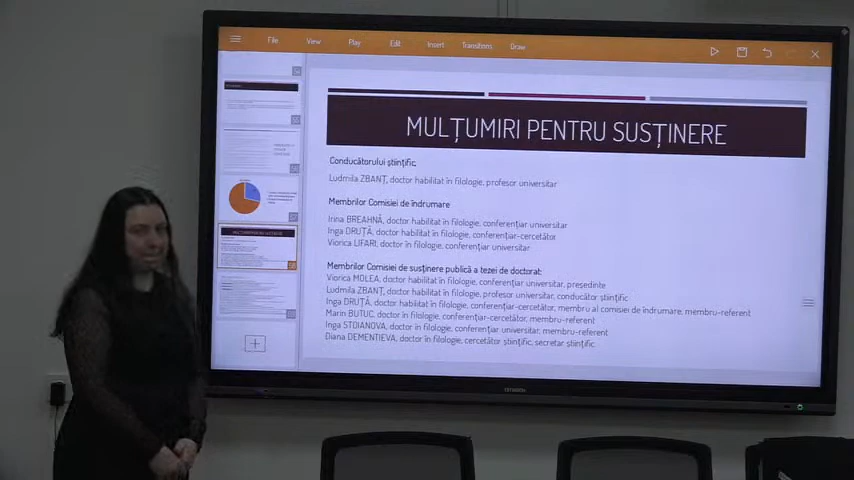 File View Play Edit Insert Transitions Draw
MULȚUMIRI PENTRU SUSȚINERE
Conducătorului științific,
Ludmila ZBANȚ, doctor habilitat în filologie, profesor universitar
Membrilor Comisiei de îndrumare
Irina BREAHNĂ, doctor habilitat în filologie, conferențiar universitar
Inga DRUȚĂ, doctor habilitat în filologie, conferențiar-cercetător
Viorica LIFARI, doctor în filologie, conferențiar universitar
Membrilor Comisiei de susținere publică a tezei de doctorat:
Viorica MOLEA, doctor habilitat în filologie, conferențiar universitar, președinte
Ludmila ZBANȚ, doctor habilitat în filologie, profesor universitar, conducător științific
Inga DRUȚĂ, doctor habilitat în filologie, conferențiar-cercetător, membru al comisiei de îndrumare, membru-referent
Marin BUTUC, doctor în filologie, conferențiar-cercetător, membru-referent
Inga STOIANOVA, doctor în filologie, conferențiar universitar, membru-referent
Diana DEMENTIEVA, doctor în filologie, cercetător științific, secretar științific